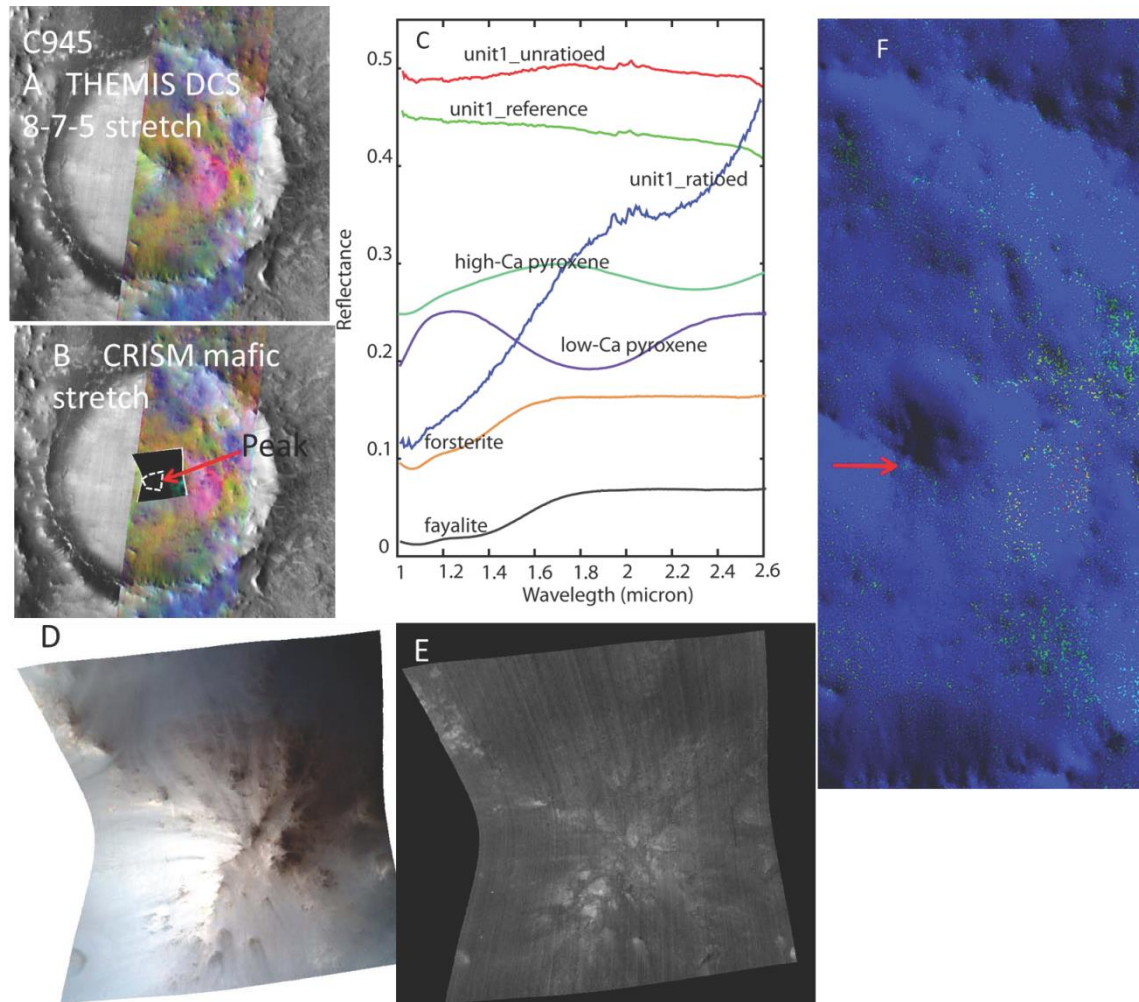 C945
A THEMIS DCS
8-7-5 stretch
B CRISM mafic
stretch
Peak
C
unit1_unratioed
unit1_reference
unit1_ratioed
high-Ca pyroxene
low-Ca pyroxene
forsterite
fayalite
Reflectance
0.5
0.4
0.3
0.2
0.1
0
1
1.2
1.4
1.6
1.8
2
2.2
2.4
2.6
Wavelegth (micron)
F
D
E